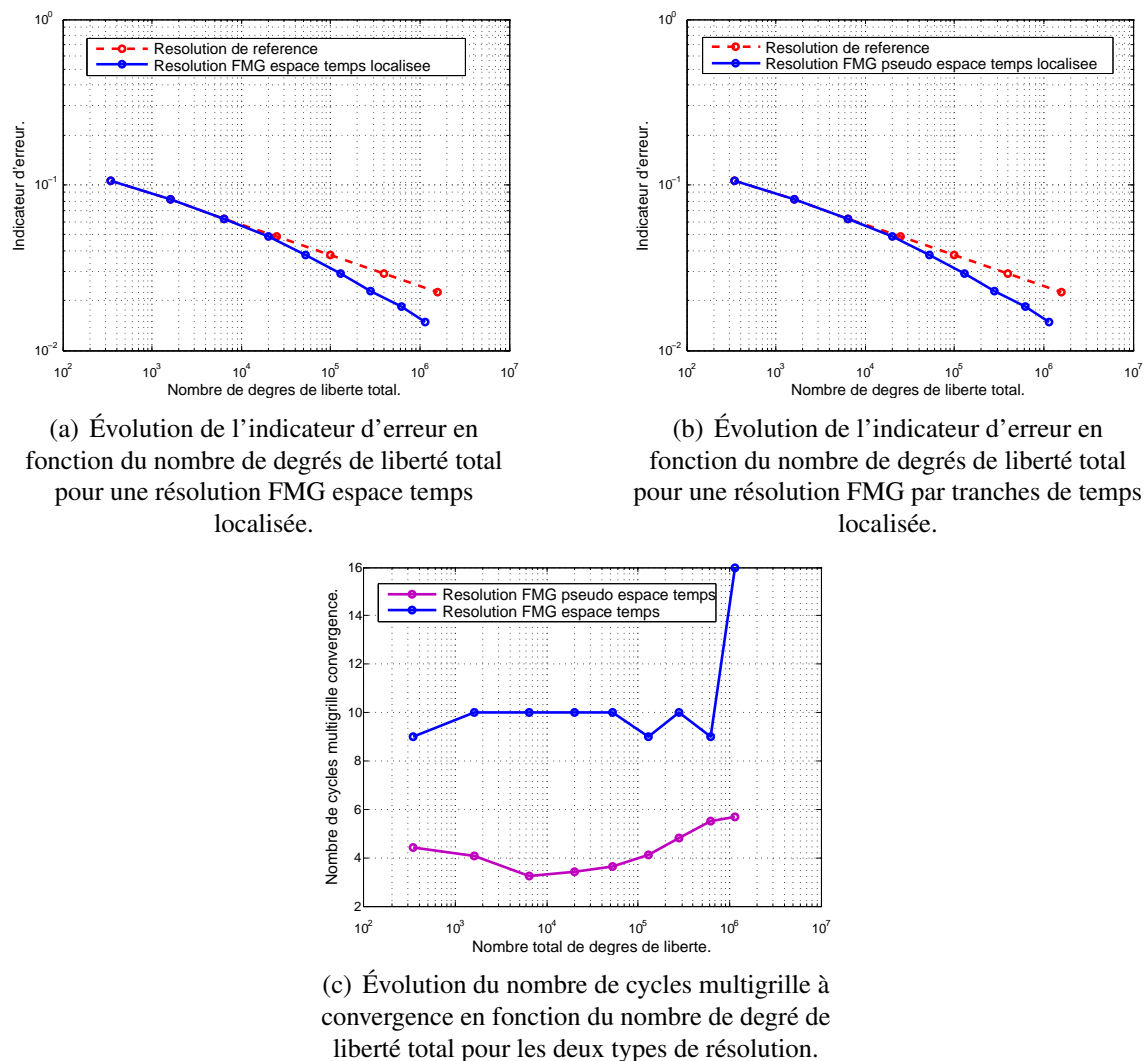 10^0
10^-1
10^-2
Indicateur d'erreur.
Resolution de reference
Resolution FMG espace temps localisee
10^2 10^3 10^4 10^5 10^6 10^7
Nombre de degres de liberte total.
(a) Évolution de l'indicateur d'erreur en
fonction du nombre de degrés de liberté total
pour une résolution FMG espace temps
localisée.
10^0
10^-1
10^-2
Indicateur d'erreur.
Resolution de reference
Resolution FMG pseudo espace temps localisee
10^2 10^3 10^4 10^5 10^6 10^7
Nombre de degres de liberte total.
(b) Évolution de l'indicateur d'erreur en
fonction du nombre de degrés de liberté total
pour une résolution FMG par tranches de temps
localisée.
16
14
12
10
8
6
4
2
Nombre de cycles multigrille convergence.
Resolution FMG pseudo espace temps
Resolution FMG espace temps
10^2 10^3 10^4 10^5 10^6 10^7
Nombre total de degres de liberte.
(c) Évolution du nombre de cycles multigrille à
convergence en fonction du nombre de degré de
liberté total pour les deux types de résolution.